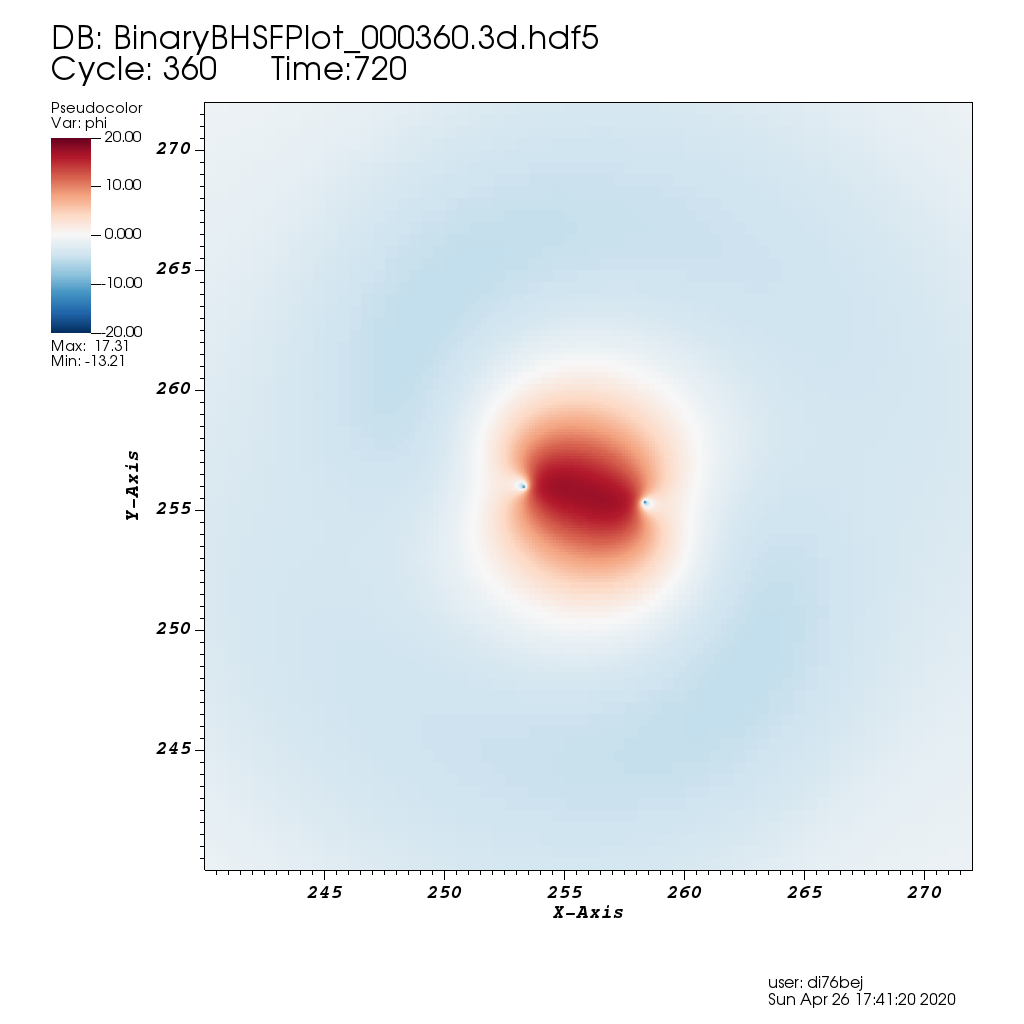 DB: BinaryBHSFPlot_000360.3d.hdf5
Cycle: 360 Time:720
Pseudocolor
Var: phi
20.00
10.00
0.000
-10.00
-20.00
Max: 17.31
Min: -13.21
270
265
260
255
250
245
Y-Axis
245 250 255 260 265 270
X-Axis
user: di76bej
Sun Apr 26 17:41:20 2020